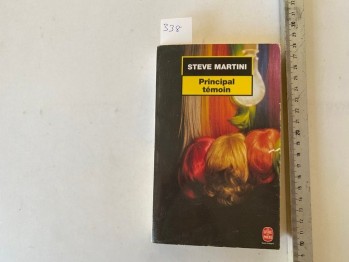 338
STEVE MARTINI
Principal
témoin